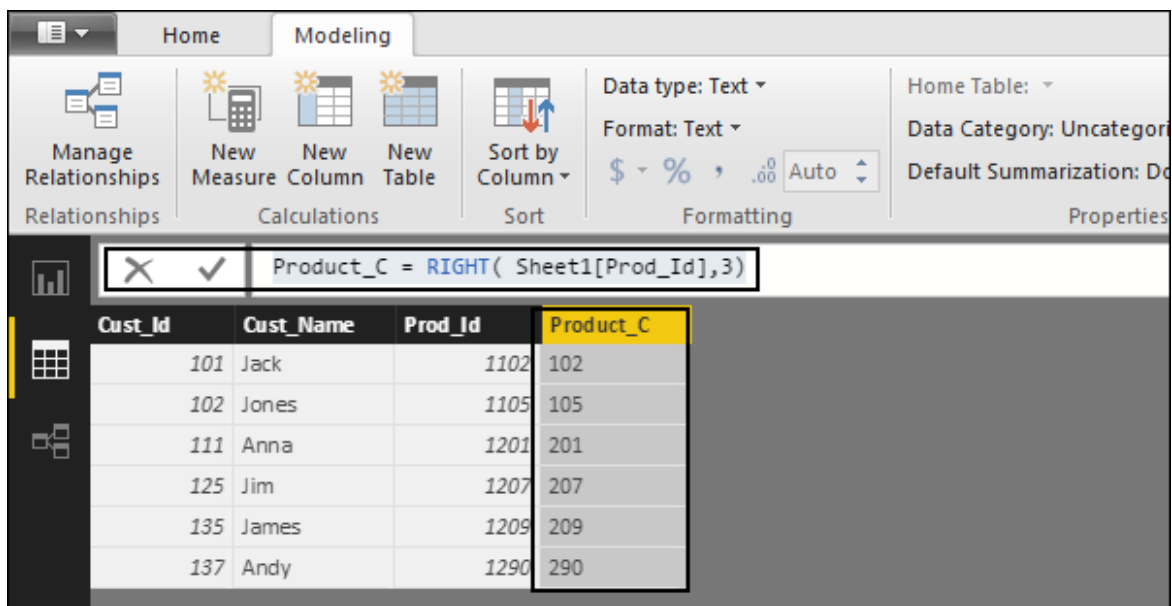 Home Modeling
Manage Relationships
New Measure
New Column
New Table
Sort by Column
Data type: Text
Format: Text
$ % , .00 Auto
Home Table:
Data Category: Uncategori
Default Summarization: Do
Relationships Calculations Sort Formatting Properties
Product_C = RIGHT( Sheet1[Prod_Id],3)
Cust_Id Cust_Name Prod_Id Product_C
101 Jack 1102 102
102 Jones 1105 105
111 Anna 1201 201
125 Jim 1207 207
135 James 1209 209
137 Andy 1290 290